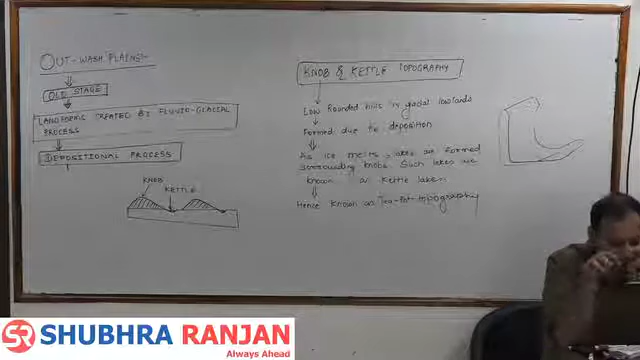 OUT-WASH PLAINS:-
OLD STAGE
LANDFORMS CREATED BY FLUVIO-GLACIAL
PROCESS
DEPOSITIONAL PROCESS
KNOB
KETTLE
KNOB & KETTLE TOPOGRAPHY
Low Rounded hills in glacial lowlands
Formed due to deposition
As ice melts, lakes are formed
surrounding knobs. Such lakes are
known as Kettle lakes
Hence Known as Tea-Pot-topography
SR SHUBHRA RANJAN
Always Ahead